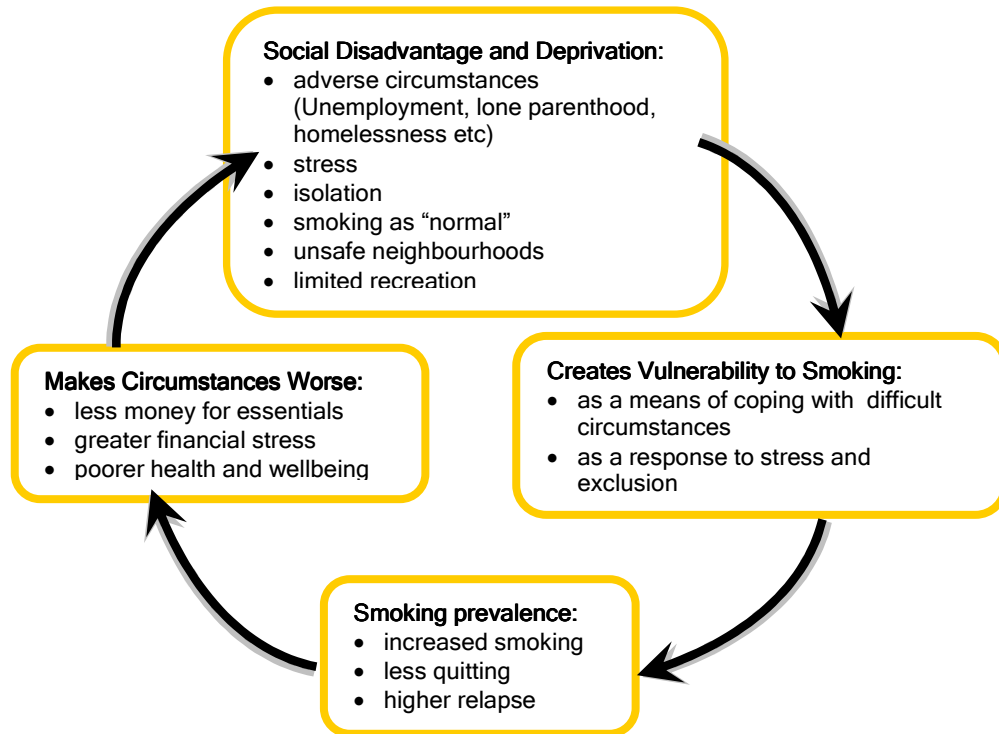 Social Disadvantage and Deprivation:
• adverse circumstances
(Unemployment, lone parenthood,
homelessness etc)
• stress
• isolation
• smoking as “normal”
• unsafe neighbourhoods
• limited recreation
Creates Vulnerability to Smoking:
• as a means of coping with difficult
circumstances
• as a response to stress and
exclusion
Smoking prevalence:
• increased smoking
• less quitting
• higher relapse
Makes Circumstances Worse:
• less money for essentials
• greater financial stress
• poorer health and wellbeing